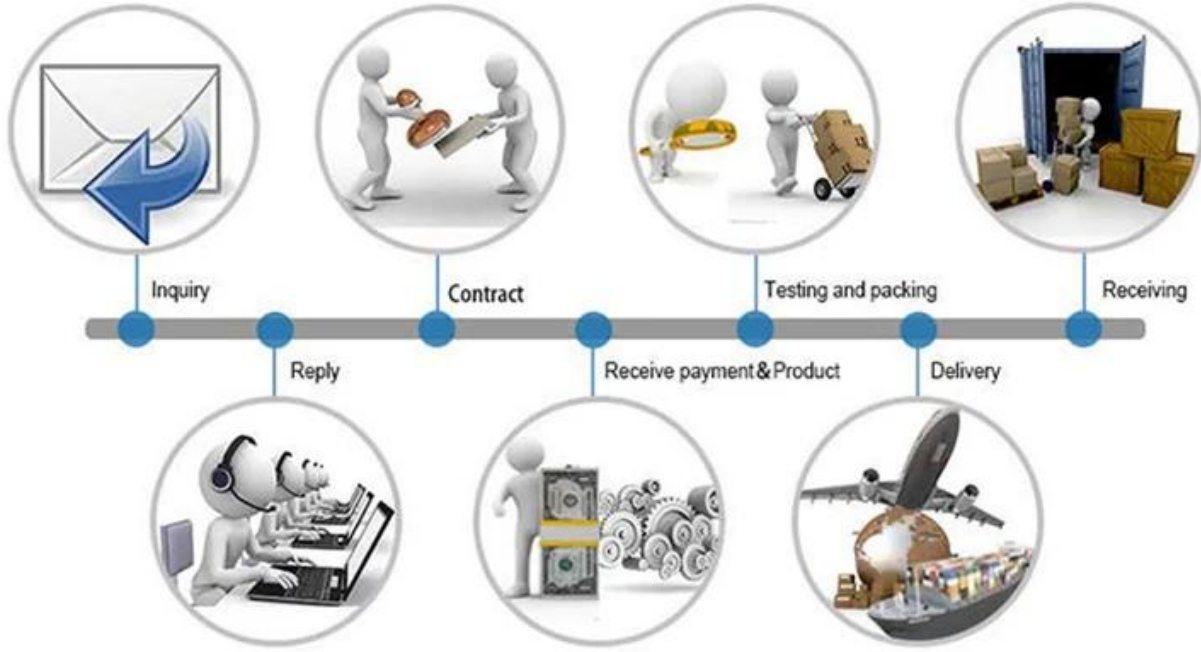 Inquiry
Contract
Testing and packing
Receiving
Reply
Receive payment&Product
Delivery